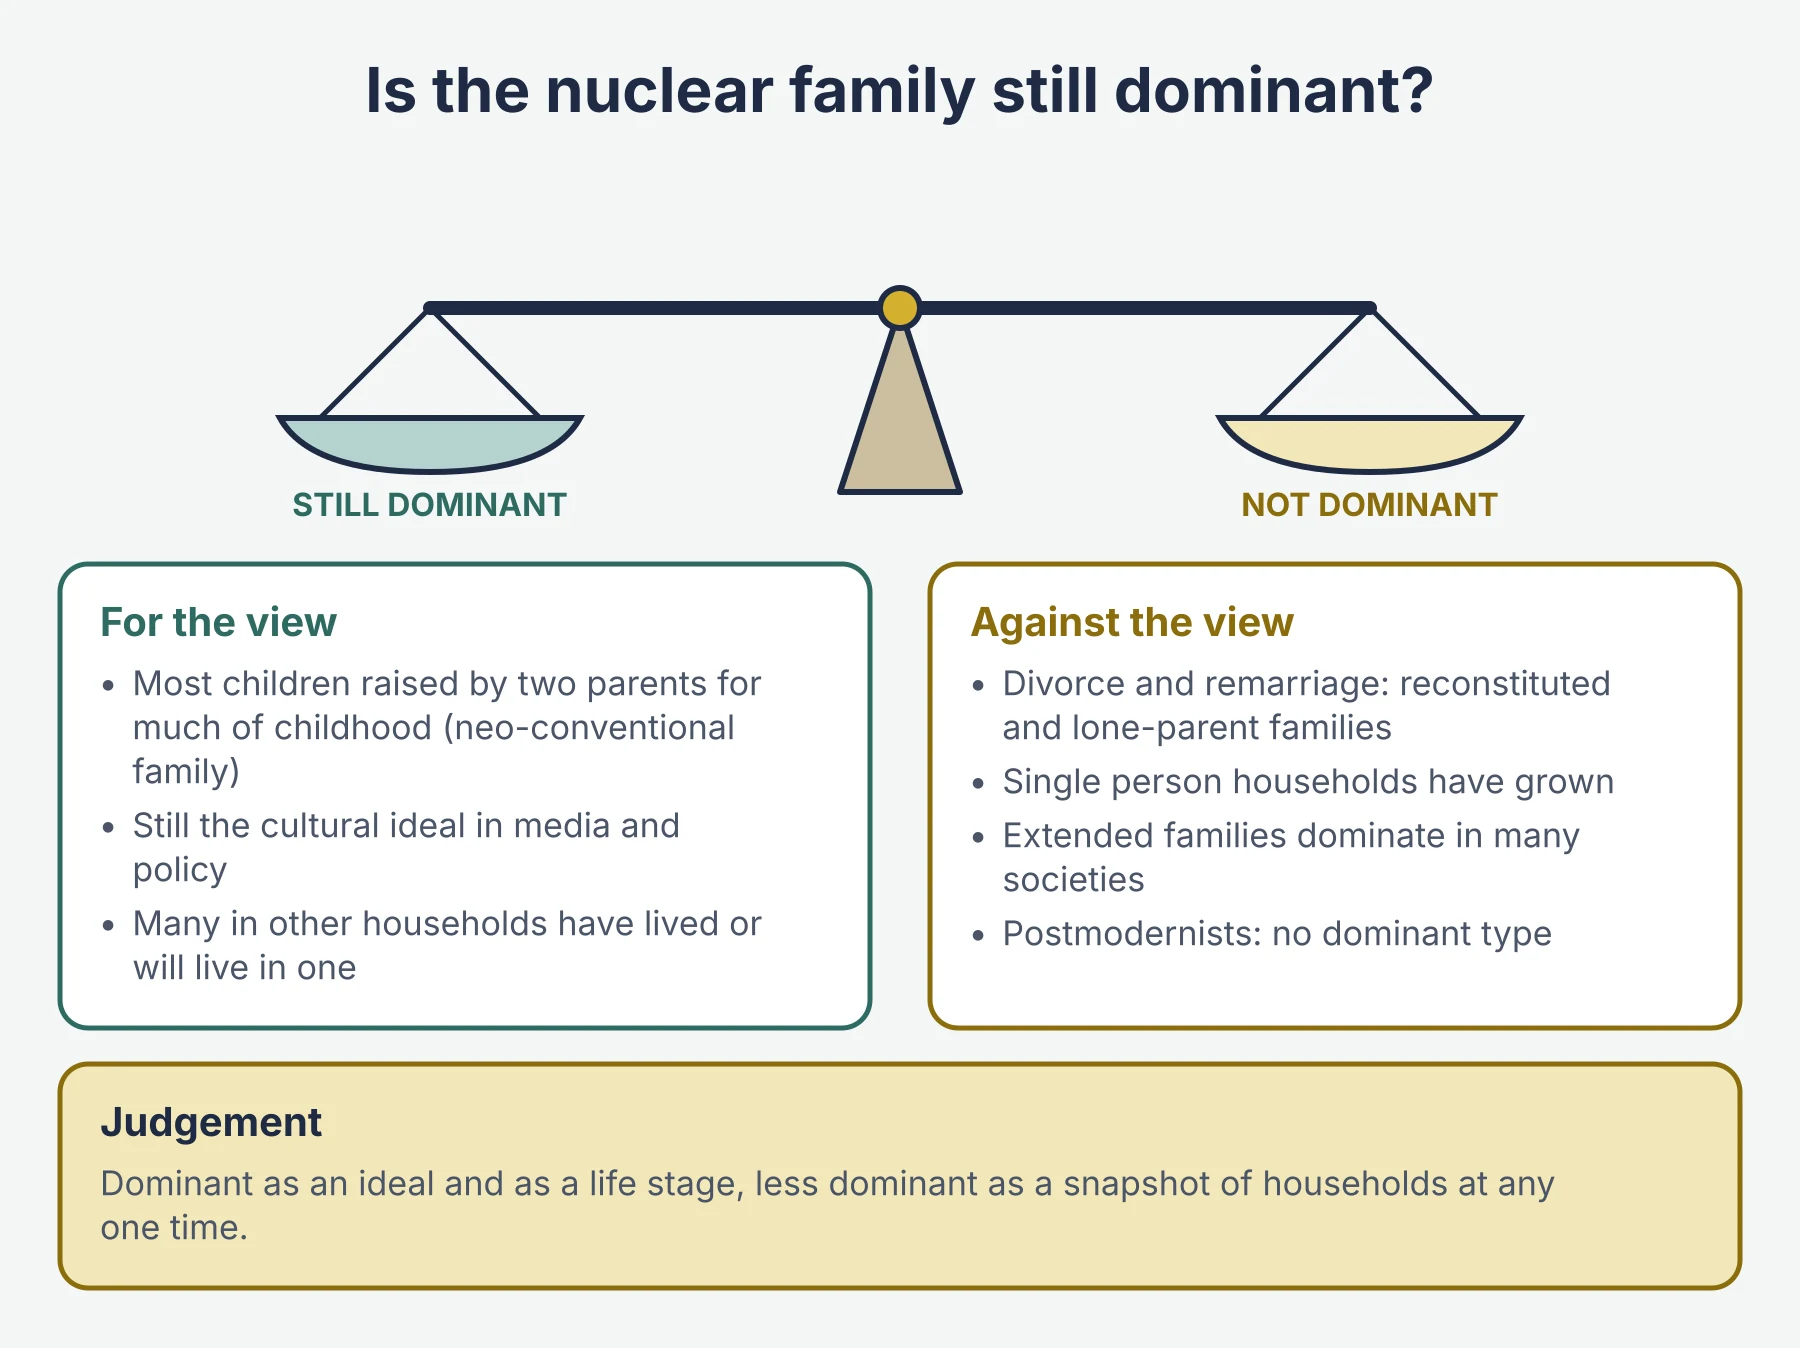 Is the nuclear family still dominant?
STILL DOMINANT
NOT DOMINANT
For the view
• Most children raised by two parents for
much of childhood (neo-conventional
family)
• Still the cultural ideal in media and
policy
• Many in other households have lived or
will live in one
Against the view
• Divorce and remarriage: reconstituted
and lone-parent families
• Single person households have grown
• Extended families dominate in many
societies
• Postmodernists: no dominant type
Judgement
Dominant as an ideal and as a life stage, less dominant as a snapshot of households at any
one time.